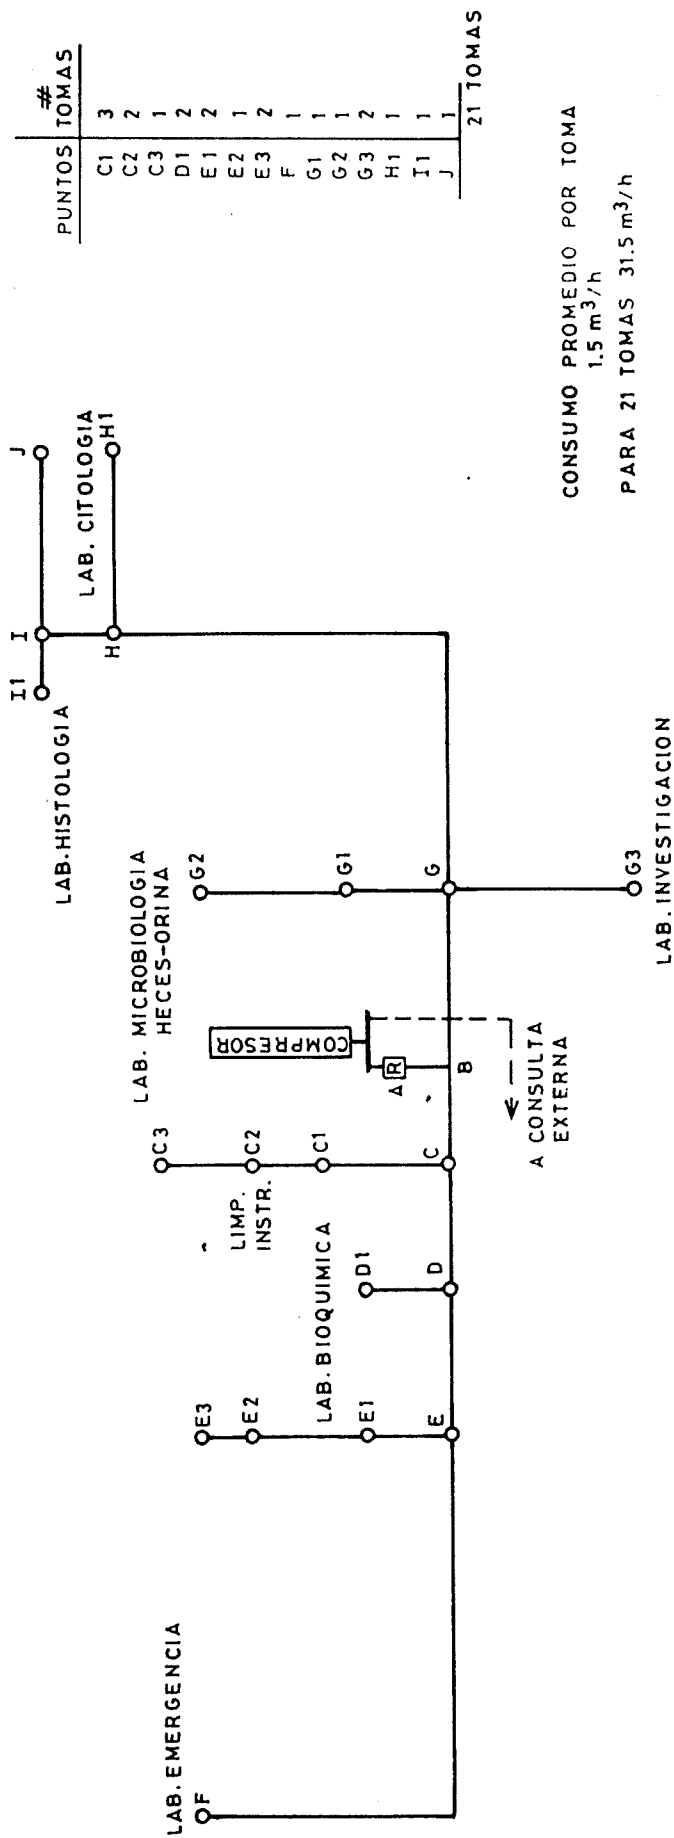 PUNTOS # TOMAS
C1 3
C2 2
C3 1
D1 2
E1 2
E2 1
E3 2
F 1
G1 1
G2 1
G3 2
H1 1
I1 1
J 1
21 TOMAS
CONSUMO PROMEDIO POR TOMA
1.5 m³/h
PARA 21 TOMAS 31.5 m³/h
LAB. EMERGENCIA
F
E3
E2
LAB. BIOQUIMICA
E1
E
D1
D
C3
LIMP.
INSTR.
C2
C1
C
LAB. MICROBIOLOGIA
HECES-ORINA
COMPRESOR
A
R
B
A CONSULTA
EXTERNA
G2
G1
G
G3
LAB. INVESTIGACION
LAB. HISTOLOGIA
I1
I
J
LAB. CITOLOGIA
H
H1